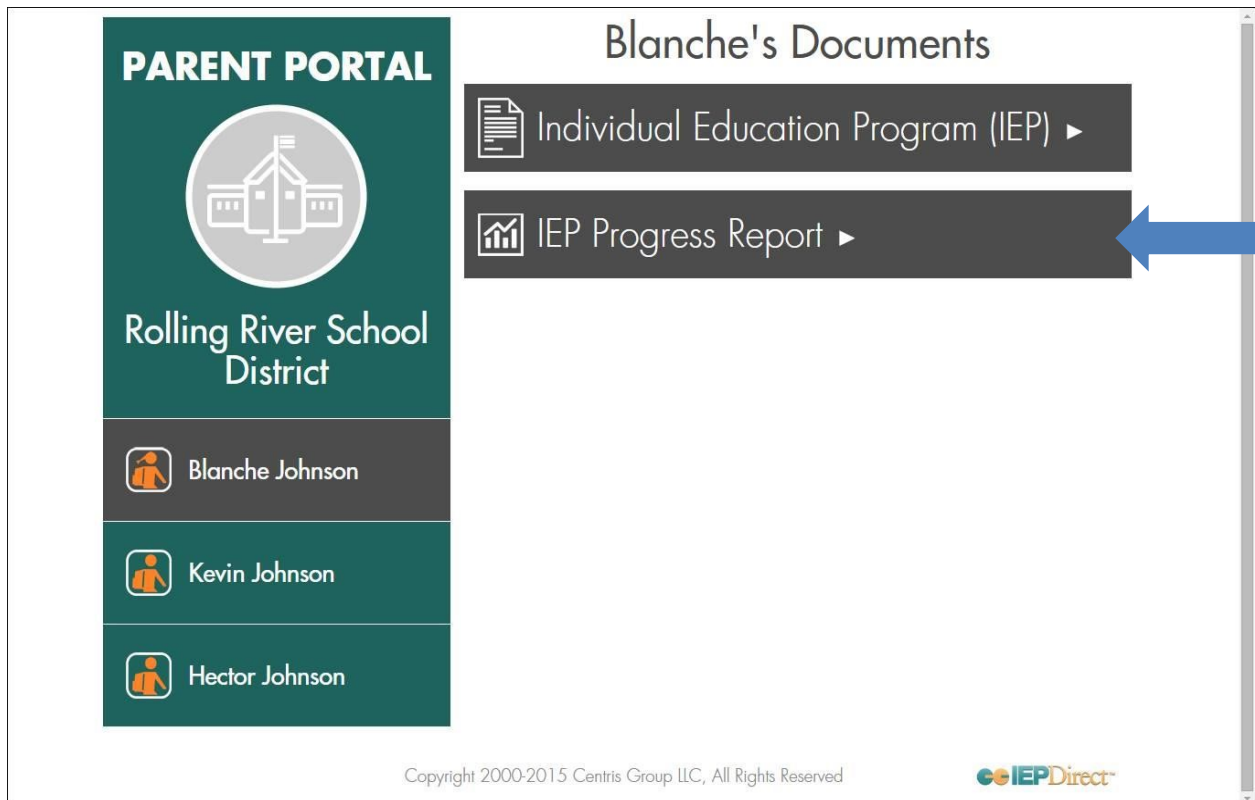 PARENT PORTAL
Rolling River School
District
Blanche Johnson
Kevin Johnson
Hector Johnson
Blanche's Documents
Individual Education Program (IEP) ►
IEP Progress Report ►
Copyright 2000-2015 Centris Group LLC, All Rights Reserved
IEPDirect™